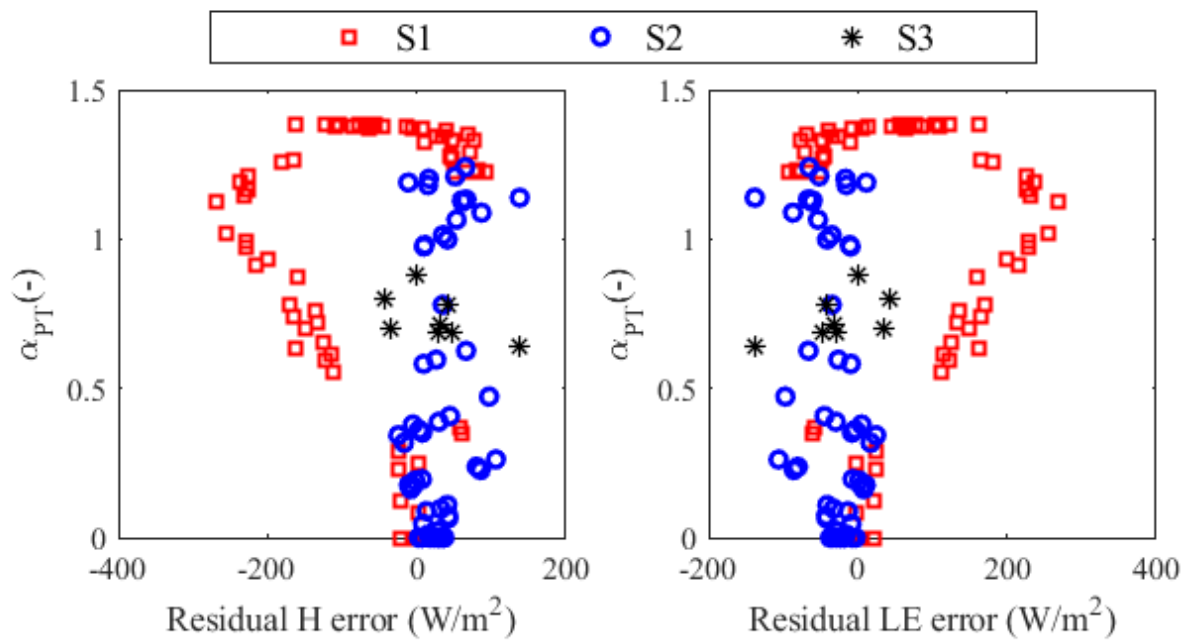 S1 S2 S3
1.5 1.5
1 1
α_PT(-) α_PT(-)
0.5 0.5
0 0
-400 -200 0 200 -200 0 200 400
Residual H error (W/m²) Residual LE error (W/m²)